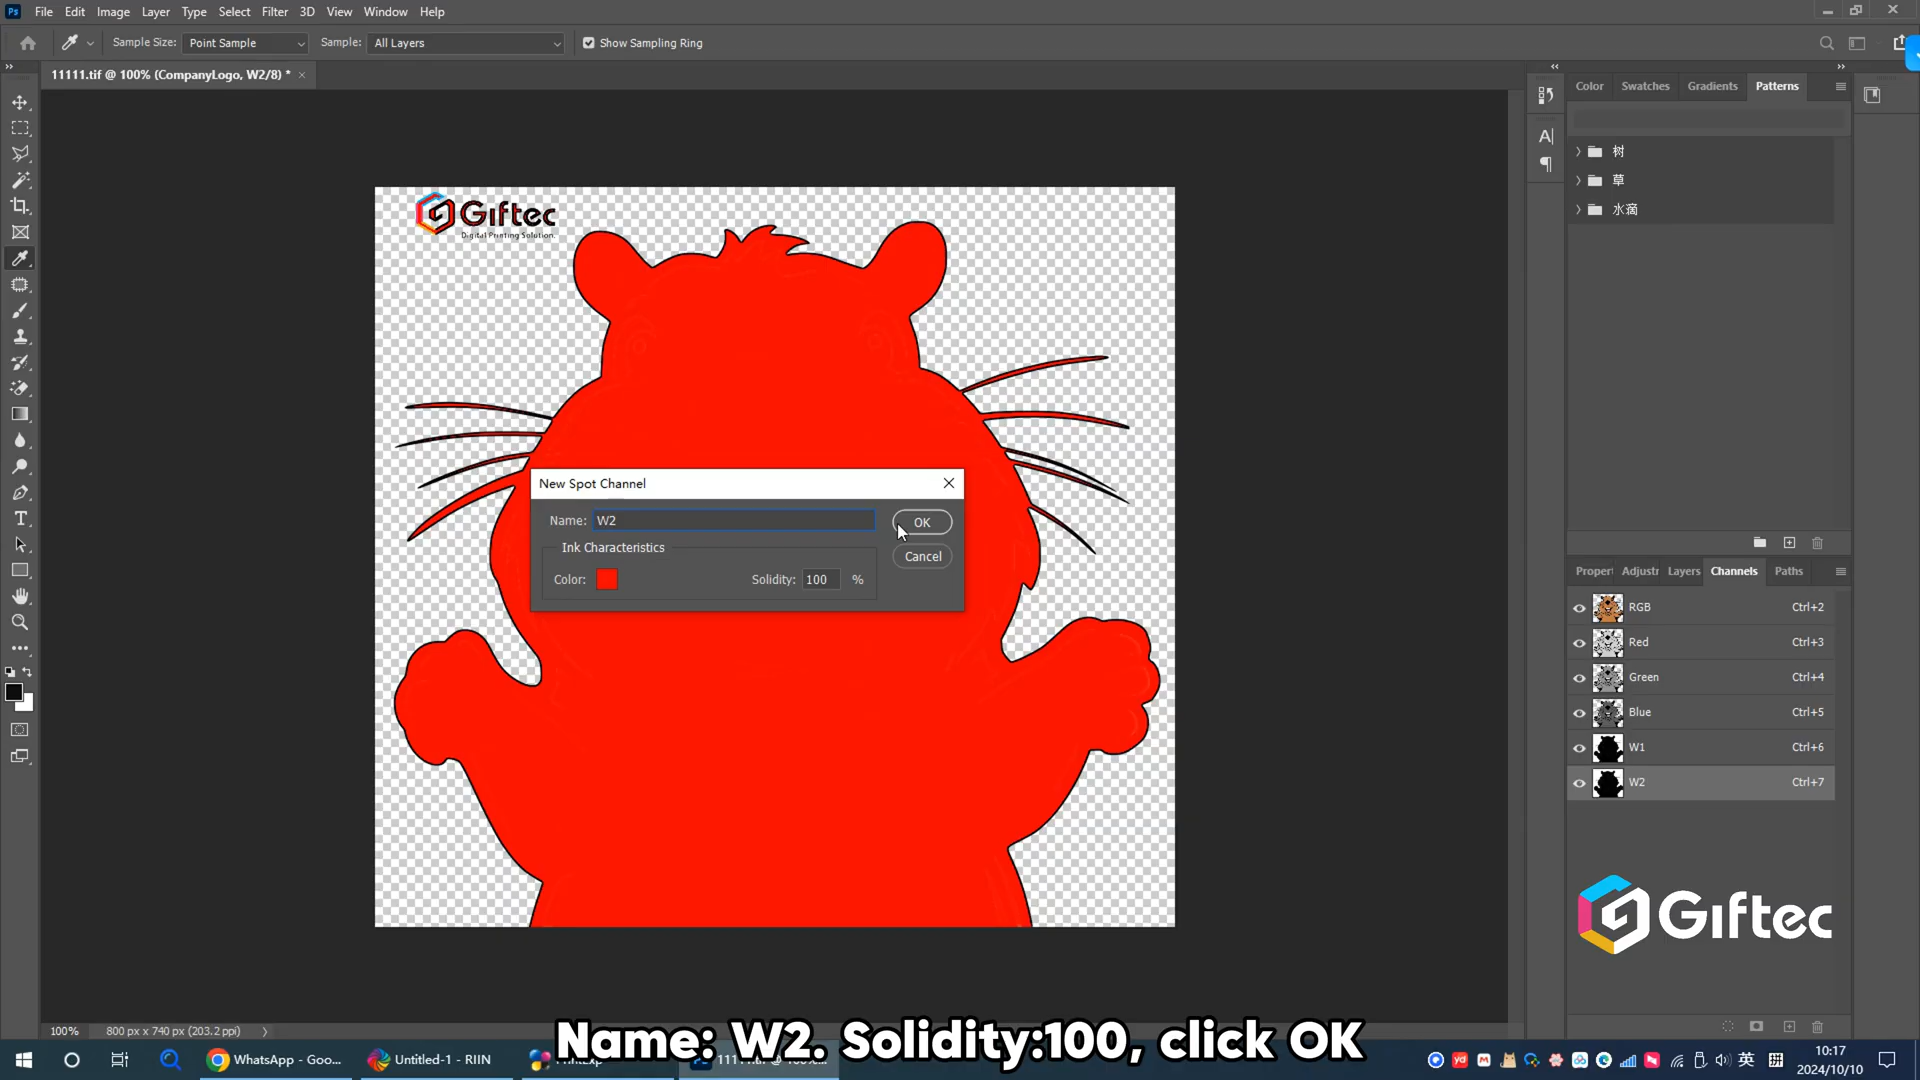 Ps File Edit Image Layer Type Select Filter 3D View Window Help
Sample Size: Point Sample Sample: All Layers Show Sampling Ring
11111.tif @ 100% (CompanyLogo, W2/8) * ×
Color Swatches Gradients Patterns
树
草
水滴
Giftec
Digital Printing Solution.
New Spot Channel
Name: W2
OK
Ink Characteristics
Cancel
Color: Solidity: 100 %
Channels Paths Layers
RGB Ctrl+2
Red Ctrl+3
Green Ctrl+4
Blue Ctrl+5
W1 Ctrl+6
W2 Ctrl+7
Giftec
100% 800 px x 740 px (203.2 ppi)
Name: W2. Solidity:100, click OK
WhatsApp - Goo... Untitled-1 - RIIN
英
10:17
2024/10/10